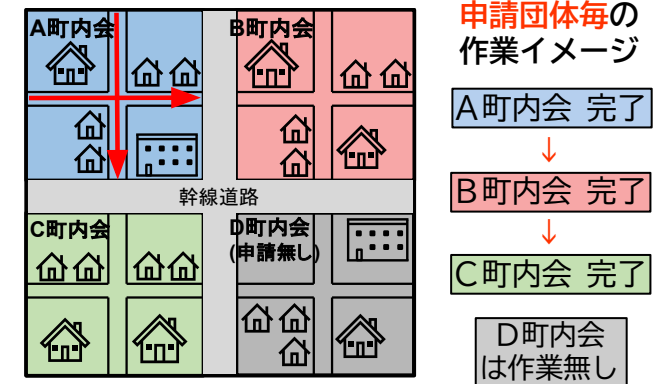 A町内会
B町内会
幹線道路
C町内会
D町内会
(申請無し)
申請団体毎の
作業イメージ
A町内会 完了
↓
B町内会 完了
↓
C町内会 完了
D町内会
は作業無し